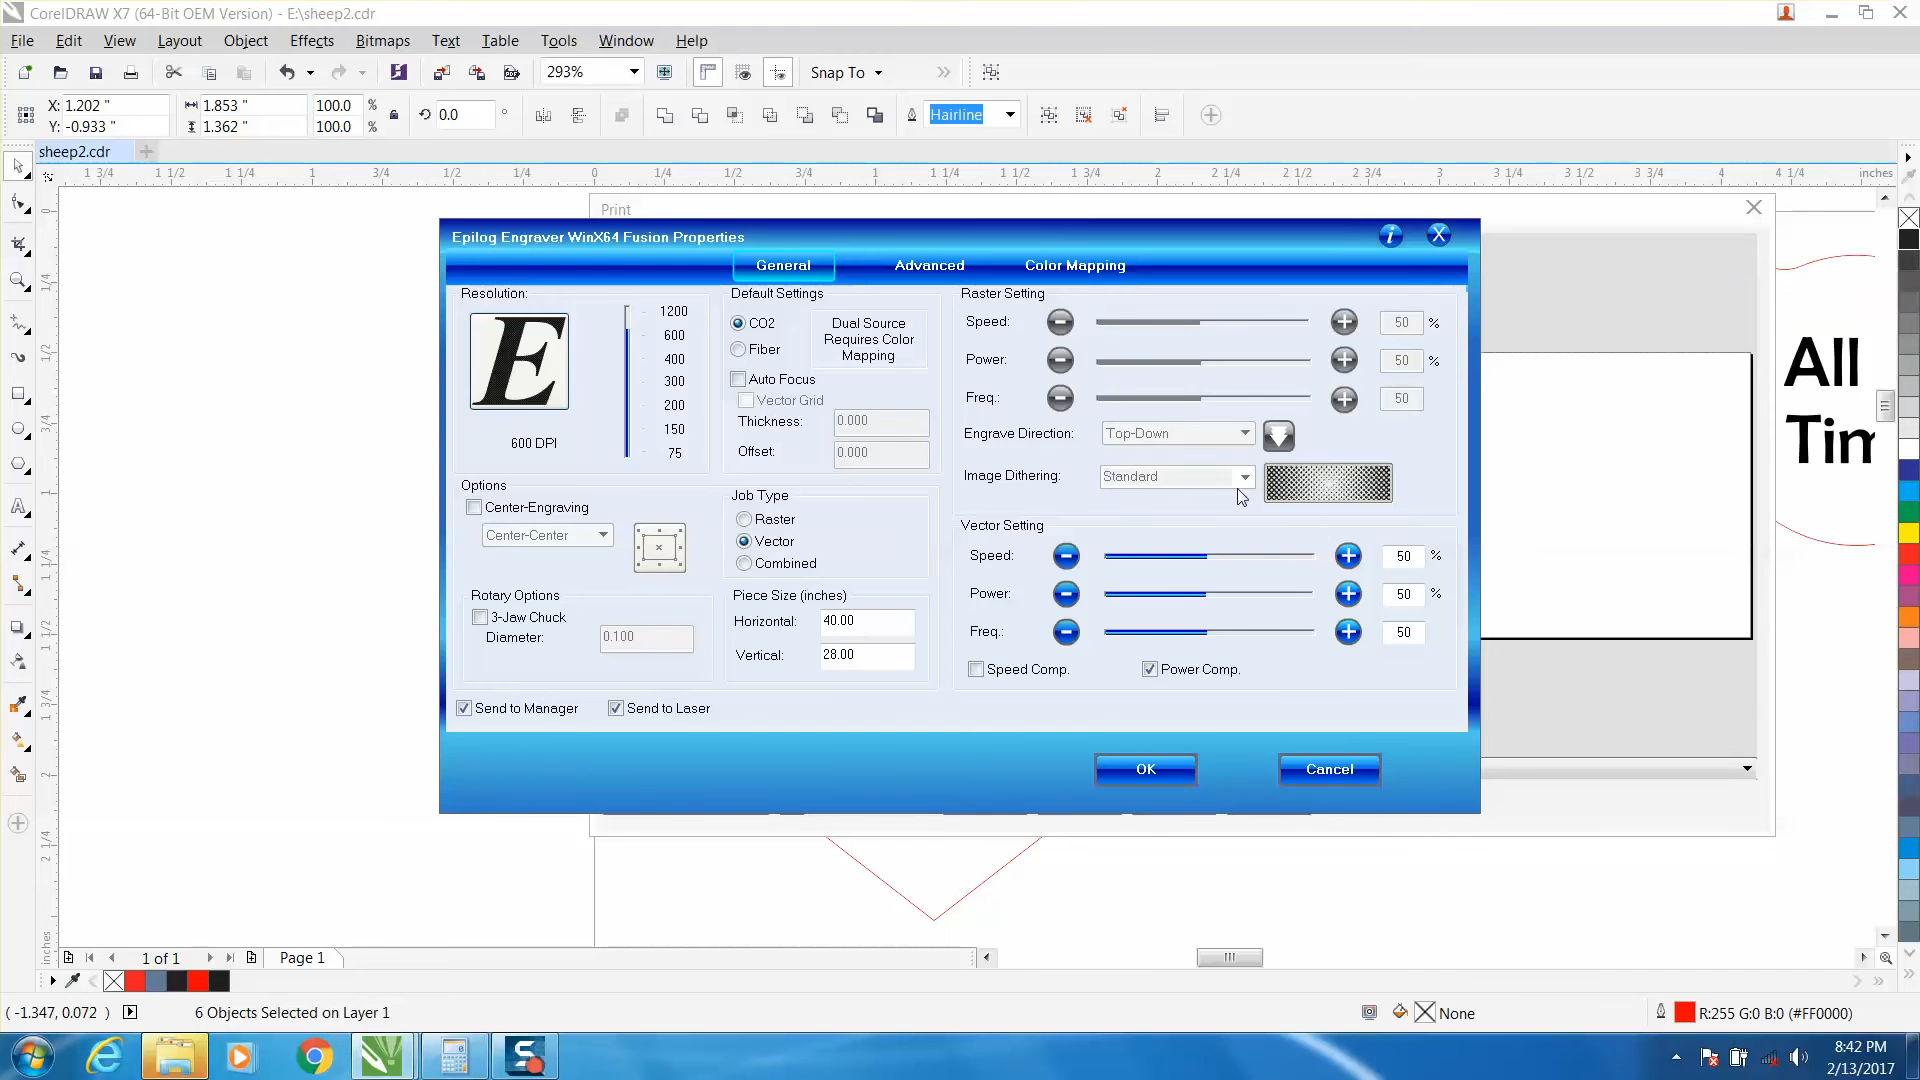 CorelDRAW X7 (64-Bit OEM Version) - E:\sheep2.cdr
File Edit View Layout Object Effects Bitmaps Text Table Tools Window Help
293% Snap To
X: 1.202 " 1.853 " 100.0 % 0.0 ° Hairline
Y: -0.933 " 1.362 " 100.0 %
sheep2.cdr
1 3/4 1 1/2 1 1/4 1 3/4 1/2 1/4 0 1/4 1/2 3/4 1 1 1/4 1 1/2 1 3/4 2 2 1/4 2 1/2 2 3/4 3 3 1/4 3 1/2 3 3/4 4 4 1/4 inches
Print
Epilog Engraver WinX64 Fusion Properties
General Advanced Color Mapping
Resolution:
1200
600
400
300
200
150
75
E
600 DPI
Default Settings
CO2
Fiber
Dual Source
Requires Color
Mapping
Auto Focus
Vector Grid
Thickness: 0.000
Offset: 0.000
Raster Setting
Speed: 50 %
Power: 50 %
Freq.: 50
Engrave Direction: Top-Down
Image Dithering: Standard
Options
Center-Engraving
Center-Center
Job Type
Raster
Vector
Combined
Vector Setting
Speed: 50 %
Power: 50 %
Freq.: 50
Speed Comp. Power Comp.
Rotary Options
3-Jaw Chuck
Diameter: 0.100
Piece Size (inches)
Horizontal: 40.00
Vertical: 28.00
Send to Manager Send to Laser
OK Cancel
All
Tim
1 of 1 Page 1
( -1.347, 0.072 ) 6 Objects Selected on Layer 1 None R:255 G:0 B:0 (#FF0000)
8:42 PM
2/13/2017